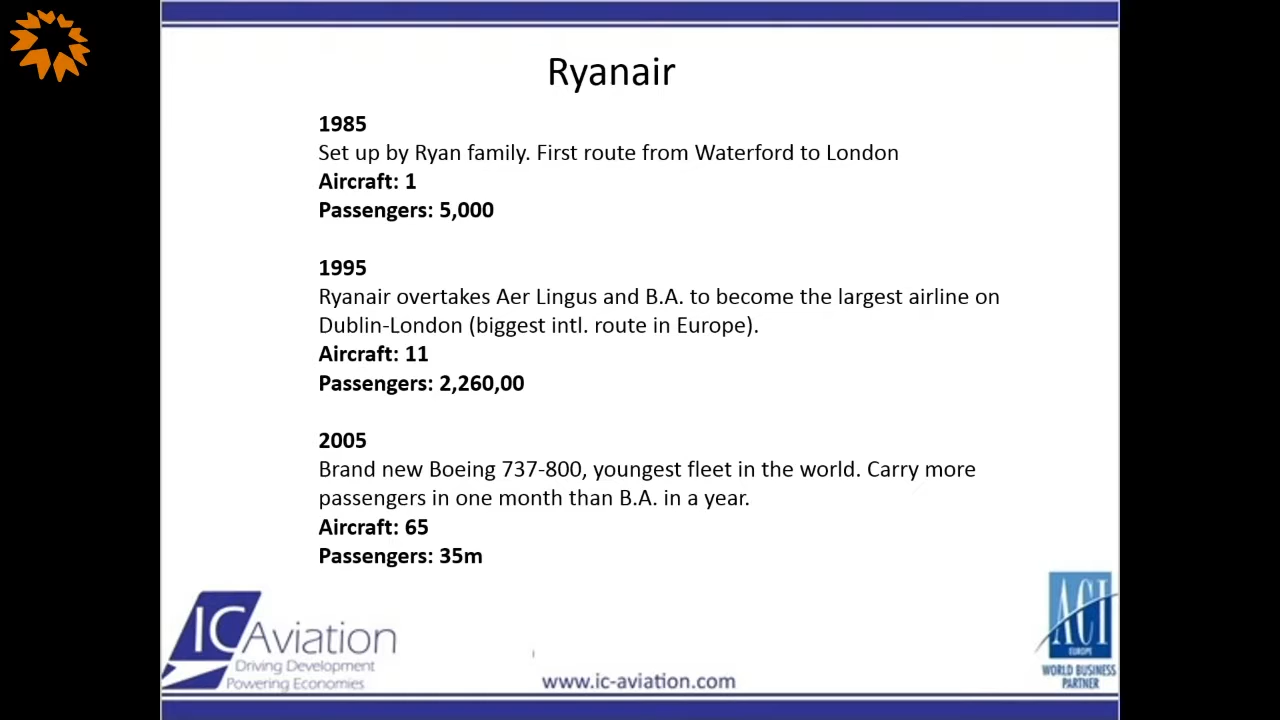 Ryanair
1985
Set up by Ryan family. First route from Waterford to London
Aircraft: 1
Passengers: 5,000
1995
Ryanair overtakes Aer Lingus and B.A. to become the largest airline on
Dublin-London (biggest intl. route in Europe).
Aircraft: 11
Passengers: 2,260,00
2005
Brand new Boeing 737-800, youngest fleet in the world. Carry more
passengers in one month than B.A. in a year.
Aircraft: 65
Passengers: 35m
IC Aviation
Driving Development
Powering Economies
www.ic-aviation.com
ACI
EUROPE
WORLD BUSINESS
PARTNER